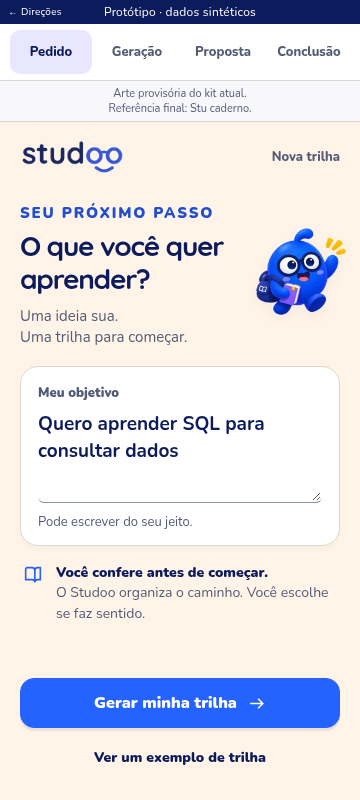 ← Direções
Protótipo · dados sintéticos
Pedido
Geração
Proposta
Conclusão
Arte provisória do kit atual.
Referência final: Stu caderno.
studoo
Nova trilha
SEU PRÓXIMO PASSO
O que você quer
aprender?
Uma ideia sua.
Uma trilha para começar.
Meu objetivo
Quero aprender SQL para
consultar dados
Pode escrever do seu jeito.
Você confere antes de começar.
O Studoo organiza o caminho. Você escolhe
se faz sentido.
Gerar minha trilha →
Ver um exemplo de trilha